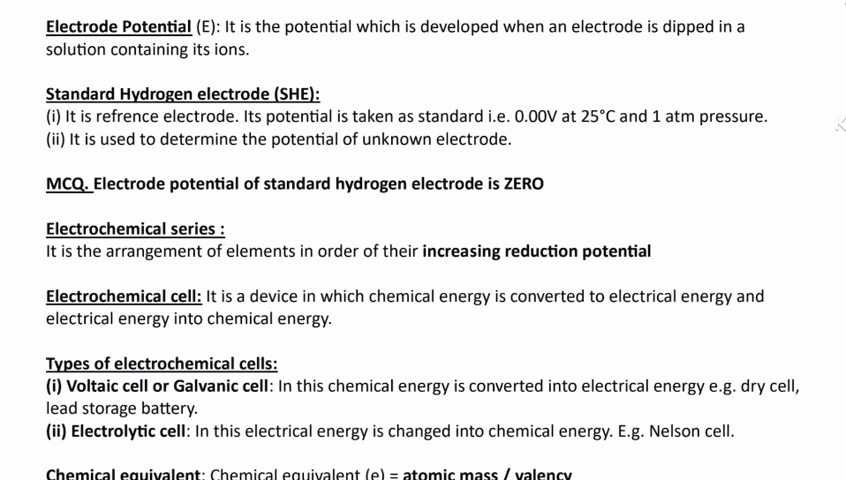 Electrode Potential (E): It is the potential which is developed when an electrode is dipped in a
solution containing its ions.
Standard Hydrogen electrode (SHE):
(i) It is refrence electrode. Its potential is taken as standard i.e. 0.00V at 25°C and 1 atm pressure.
(ii) It is used to determine the potential of unknown electrode.
MCQ. Electrode potential of standard hydrogen electrode is ZERO
Electrochemical series :
It is the arrangement of elements in order of their increasing reduction potential
Electrochemical cell: It is a device in which chemical energy is converted to electrical energy and
electrical energy into chemical energy.
Types of electrochemical cells:
(i) Voltaic cell or Galvanic cell: In this chemical energy is converted into electrical energy e.g. dry cell,
lead storage battery.
(ii) Electrolytic cell: In this electrical energy is changed into chemical energy. E.g. Nelson cell.
Chemical equivalent: Chemical equivalent (e) = atomic mass / valency